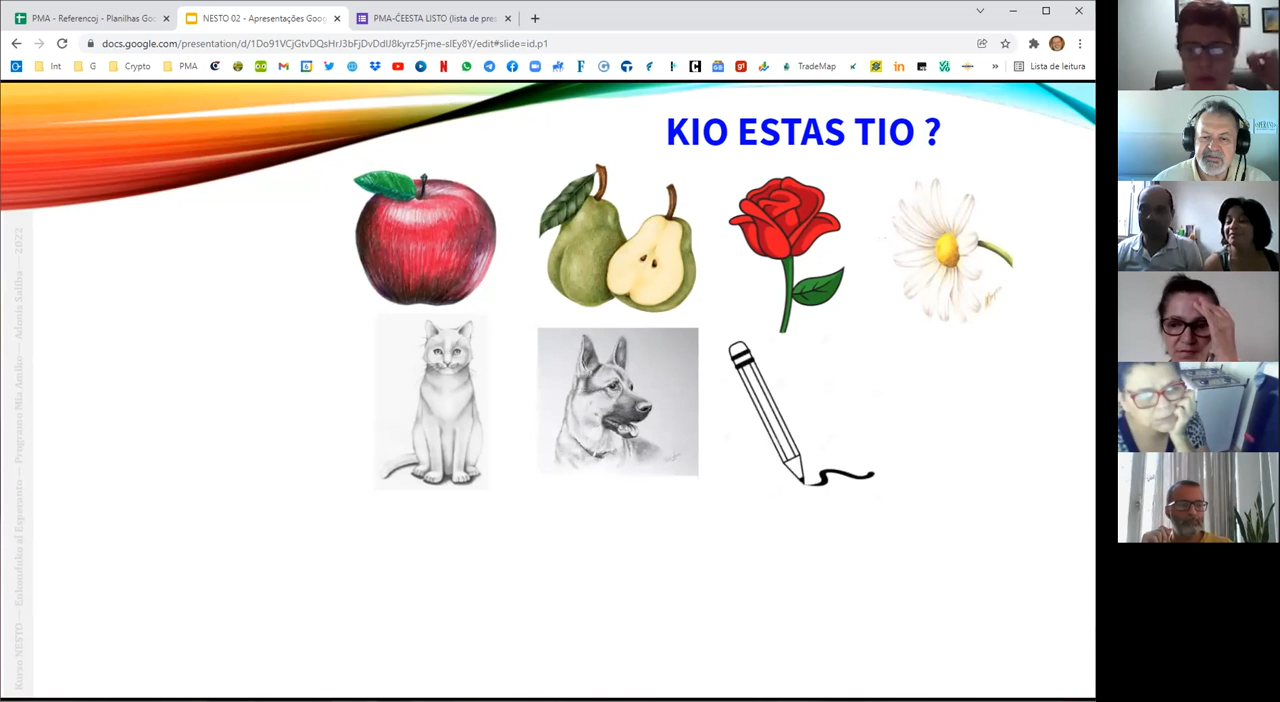 PMA - Referencoj - Planilhas Goo
NESTO 02 - Apresentações Goog
PMA-ĈEESTA LISTO (lista de pres
docs.google.com/presentation/d/1Do91VCjGtvDQsHrJ3bFjDvDdIJ8kyrz5Fjme-slEy8Y/edit#slide=id.p1
Int
G
Crypto
PMA
TradeMap
Lista de leitura
KIO ESTAS TIO ?
Kurso NESTO — Enkonduko al Esperanto — Programo Mia Amiko — Adonis Saliba — 2022